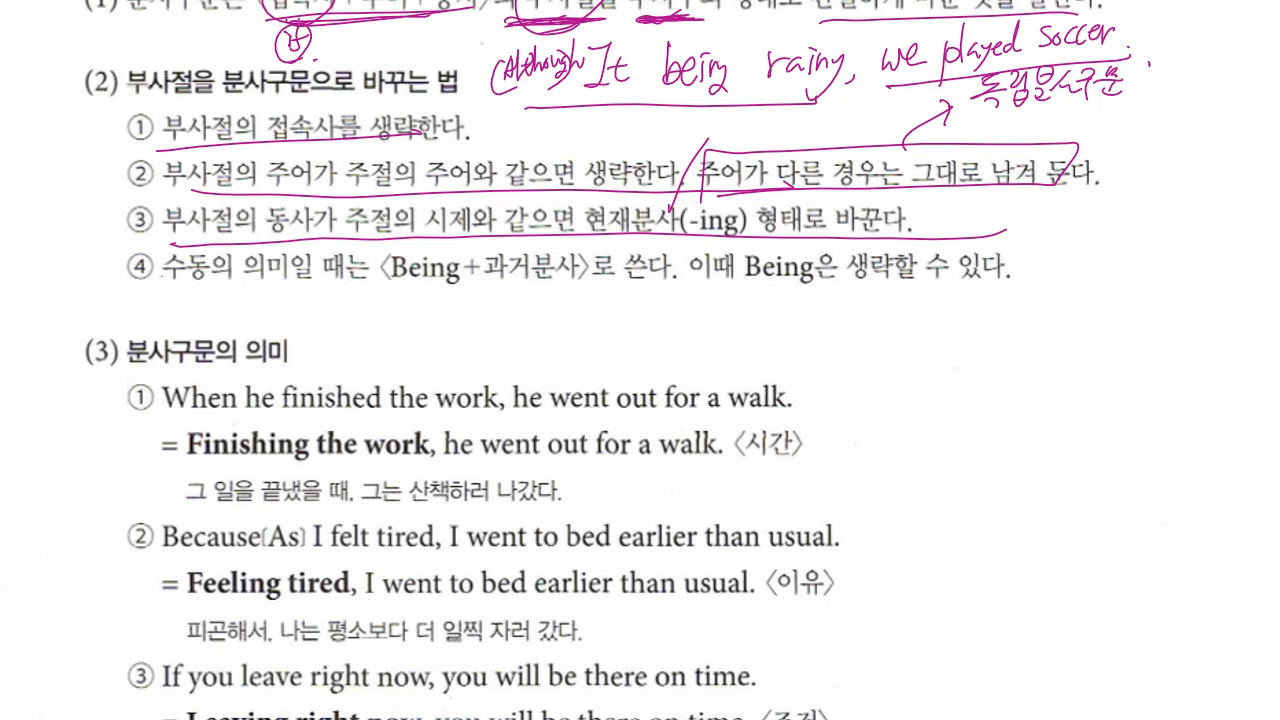 (2) 부사절을 분사구문으로 바꾸는 법
(Although) It being rainy, we played soccer.
독립분사구문
① 부사절의 접속사를 생략한다.
② 부사절의 주어가 주절의 주어와 같으면 생략한다. 주어가 다른 경우는 그대로 남겨 둔다.
③ 부사절의 동사가 주절의 시제와 같으면 현재분사(-ing) 형태로 바꾼다.
④ 수동의 의미일 때는 〈Being+과거분사〉로 쓴다. 이때 Being은 생략할 수 있다.
(3) 분사구문의 의미
① When he finished the work, he went out for a walk.
= Finishing the work, he went out for a walk. 〈시간〉
그 일을 끝냈을 때, 그는 산책하러 나갔다.
② Because[As] I felt tired, I went to bed earlier than usual.
= Feeling tired, I went to bed earlier than usual. 〈이유〉
피곤해서, 나는 평소보다 더 일찍 자러 갔다.
③ If you leave right now, you will be there on time.
= Leaving right now, you will be there on time. 〈조건〉